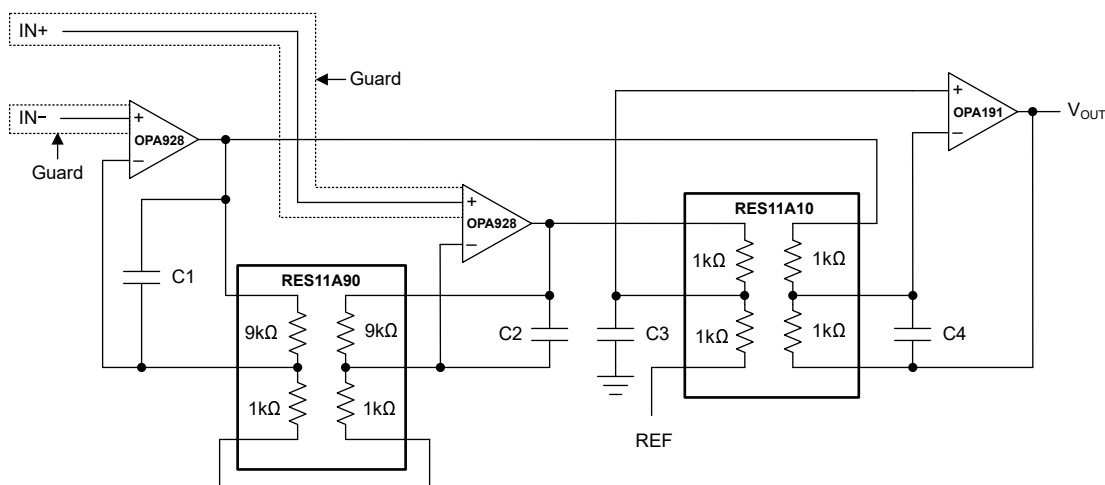 IN+
Guard
IN−
Guard
+
OPA928
−
+
OPA928
−
+
OPA191
−
VOUT
C1
RES11A90
9kΩ
9kΩ
1kΩ
1kΩ
C2
C3
RES11A10
1kΩ
1kΩ
1kΩ
1kΩ
C4
REF